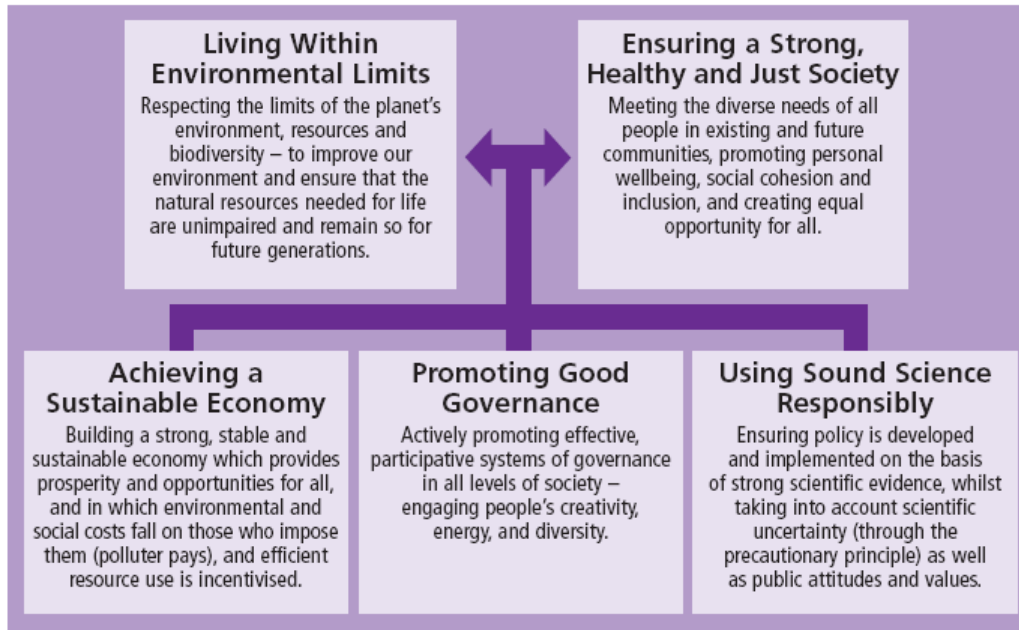 Living Within
Environmental Limits
Respecting the limits of the planet's
environment, resources and
biodiversity – to improve our
environment and ensure that the
natural resources needed for life
are unimpaired and remain so for
future generations.
Ensuring a Strong,
Healthy and Just Society
Meeting the diverse needs of all
people in existing and future
communities, promoting personal
wellbeing, social cohesion and
inclusion, and creating equal
opportunity for all.
Achieving a
Sustainable Economy
Building a strong, stable and
sustainable economy which provides
prosperity and opportunities for all,
and in which environmental and
social costs fall on those who impose
them (polluter pays), and efficient
resource use is incentivised.
Promoting Good
Governance
Actively promoting effective,
participative systems of governance
in all levels of society –
engaging people's creativity,
energy, and diversity.
Using Sound Science
Responsibly
Ensuring policy is developed
and implemented on the basis
of strong scientific evidence, whilst
taking into account scientific
uncertainty (through the
precautionary principle) as well
as public attitudes and values.